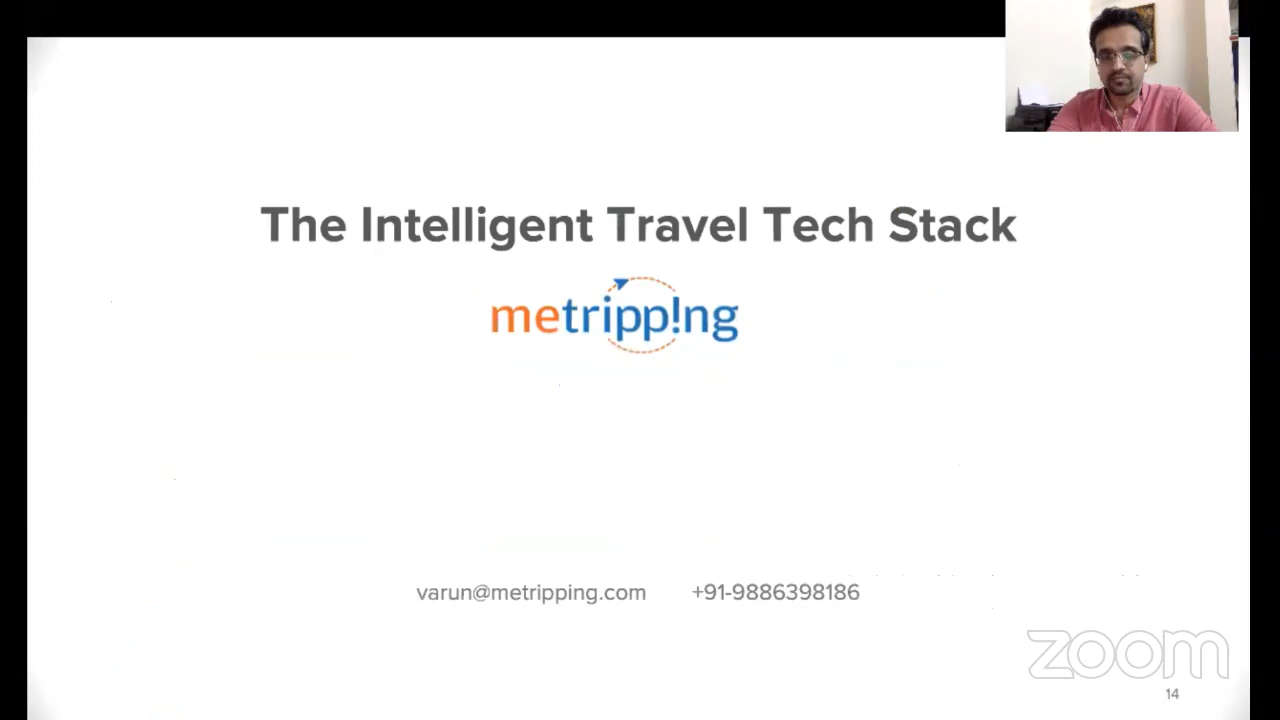 The Intelligent Travel Tech Stack
metripp!ng
varun@metripping.com +91-9886398186
zoom
14